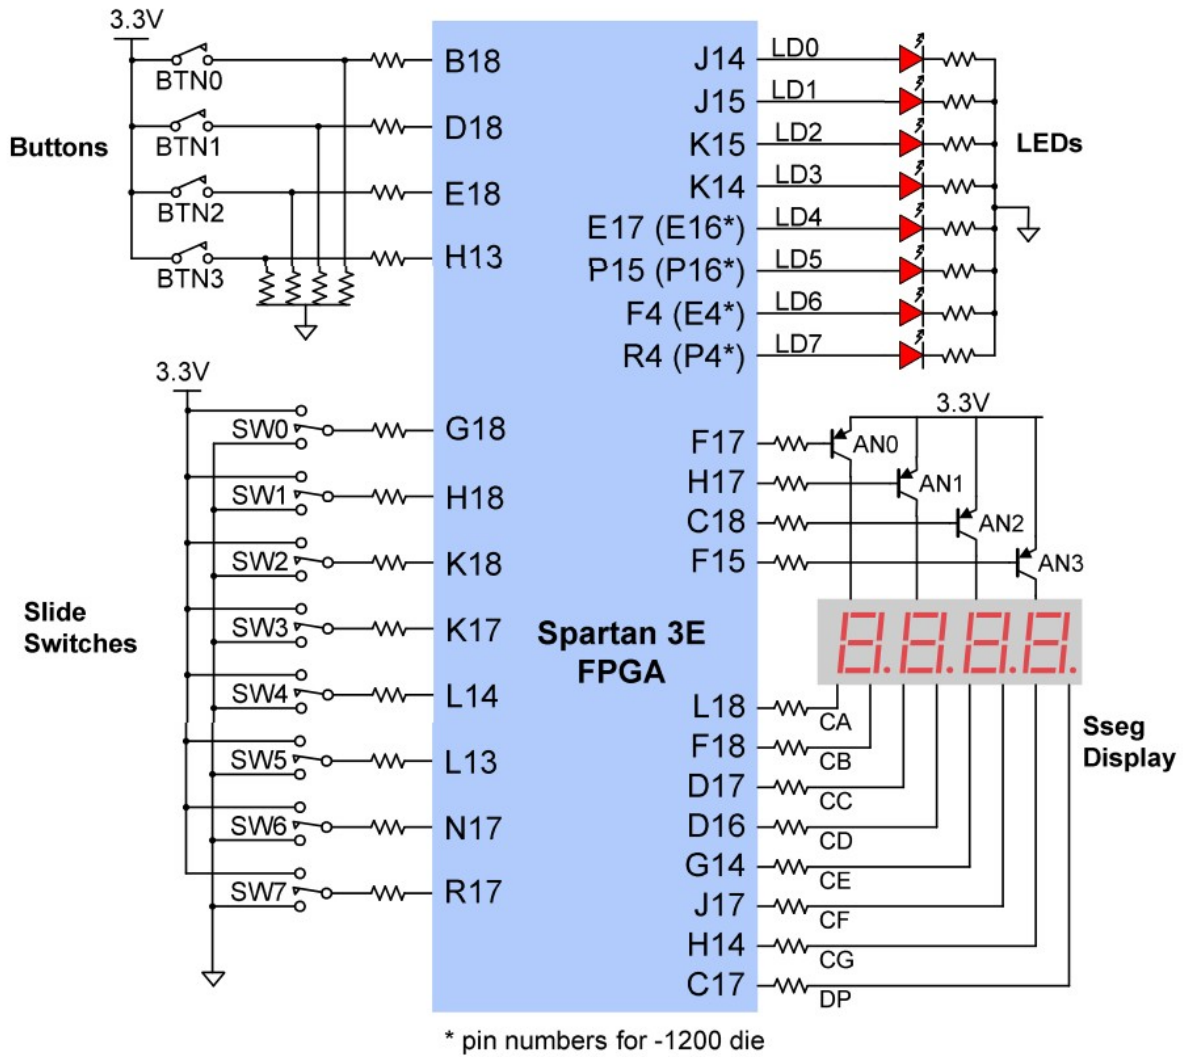 3.3V
BTN0
BTN1
BTN2
BTN3
Buttons
B18
D18
E18
H13
3.3V
SW0
SW1
SW2
SW3
SW4
SW5
SW6
SW7
Slide
Switches
G18
H18
K18
K17
L14
L13
N17
R17
Spartan 3E
FPGA
J14 LD0
J15 LD1
K15 LD2
K14 LD3
E17 (E16*) LD4
P15 (P16*) LD5
F4 (E4*) LD6
R4 (P4*) LD7
LEDs
3.3V
F17 AN0
H17 AN1
C18 AN2
F15 AN3
8.8.8.8.
L18 CA
F18 CB
D17 CC
D16 CD
G14 CE
J17 CF
H14 CG
C17 DP
Sseg
Display
* pin numbers for -1200 die